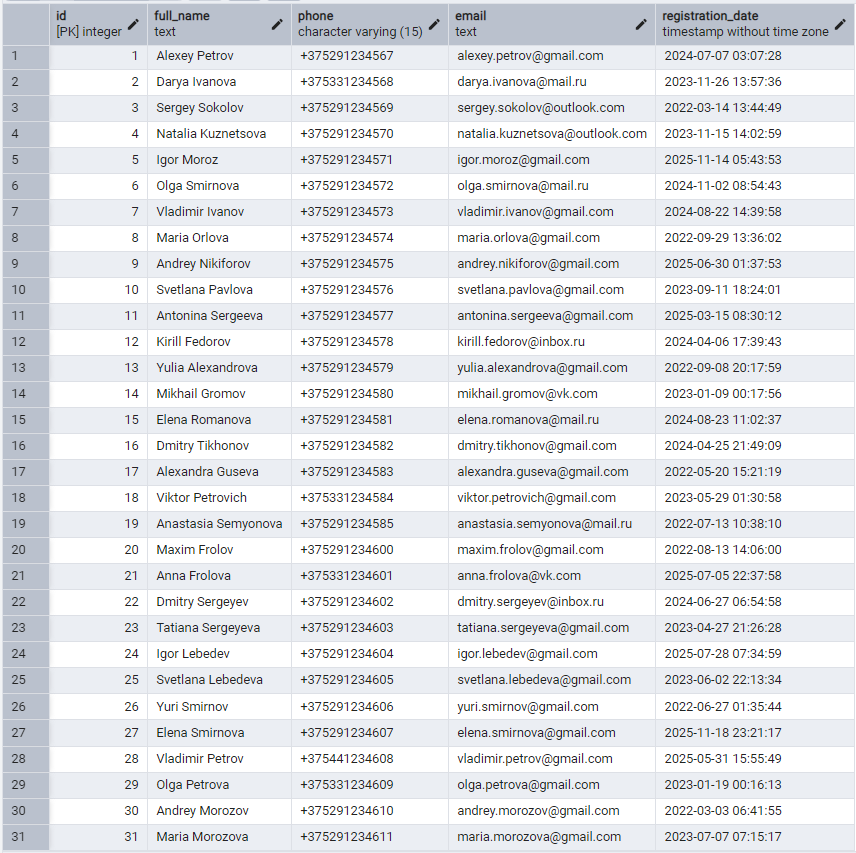 id full_name phone email registration_date
[PK] integer text character varying (15) text timestamp without time zone
1 1 Alexey Petrov +375291234567 alexey.petrov@gmail.com 2024-07-07 03:07:28
2 2 Darya Ivanova +375331234568 darya.ivanova@mail.ru 2023-11-26 13:57:36
3 3 Sergey Sokolov +375291234569 sergey.sokolov@outlook.com 2022-03-14 13:44:49
4 4 Natalia Kuznetsova +375291234570 natalia.kuznetsova@outlook.com 2023-11-15 14:02:59
5 5 Igor Moroz +375291234571 igor.moroz@gmail.com 2025-11-14 05:43:53
6 6 Olga Smirnova +375291234572 olga.smirnova@mail.ru 2024-11-02 08:54:43
7 7 Vladimir Ivanov +375291234573 vladimir.ivanov@gmail.com 2024-08-22 14:39:58
8 8 Maria Orlova +375291234574 maria.orlova@gmail.com 2022-09-29 13:36:02
9 9 Andrey Nikiforov +375291234575 andrey.nikiforov@gmail.com 2025-06-30 01:37:53
10 10 Svetlana Pavlova +375291234576 svetlana.pavlova@gmail.com 2023-09-11 18:24:01
11 11 Antonina Sergeeva +375291234577 antonina.sergeeva@gmail.com 2025-03-15 08:30:12
12 12 Kirill Fedorov +375291234578 kirill.fedorov@inbox.ru 2024-04-06 17:39:43
13 13 Yulia Alexandrova +375291234579 yulia.alexandrova@gmail.com 2022-09-08 20:17:59
14 14 Mikhail Gromov +375291234580 mikhail.gromov@vk.com 2023-01-09 00:17:56
15 15 Elena Romanova +375291234581 elena.romanova@mail.ru 2024-08-23 11:02:37
16 16 Dmitry Tikhonov +375291234582 dmitry.tikhonov@gmail.com 2024-04-25 21:49:09
17 17 Alexandra Guseva +375291234583 alexandra.guseva@gmail.com 2022-05-20 15:21:19
18 18 Viktor Petrovich +375331234584 viktor.petrovich@gmail.com 2023-05-29 01:30:58
19 19 Anastasia Semyonova +375291234585 anastasia.semyonova@mail.ru 2022-07-13 10:38:10
20 20 Maxim Frolov +375291234600 maxim.frolov@gmail.com 2022-08-13 14:06:00
21 21 Anna Frolova +375331234601 anna.frolova@vk.com 2025-07-05 22:37:58
22 22 Dmitry Sergeyev +375291234602 dmitry.sergeyev@inbox.ru 2024-06-27 06:54:58
23 23 Tatiana Sergeyeva +375291234603 tatiana.sergeyeva@gmail.com 2023-04-27 21:26:28
24 24 Igor Lebedev +375291234604 igor.lebedev@gmail.com 2025-07-28 07:34:59
25 25 Svetlana Lebedeva +375291234605 svetlana.lebedeva@gmail.com 2023-06-02 22:13:34
26 26 Yuri Smirnov +375291234606 yuri.smirnov@gmail.com 2022-06-27 01:35:44
27 27 Elena Smirnova +375291234607 elena.smirnova@gmail.com 2025-11-18 23:21:17
28 28 Vladimir Petrov +375441234608 vladimir.petrov@gmail.com 2025-05-31 15:55:49
29 29 Olga Petrova +375331234609 olga.petrova@gmail.com 2023-01-19 00:16:13
30 30 Andrey Morozov +375291234610 andrey.morozov@gmail.com 2022-03-03 06:41:55
31 31 Maria Morozova +375291234611 maria.morozova@gmail.com 2023-07-07 07:15:17